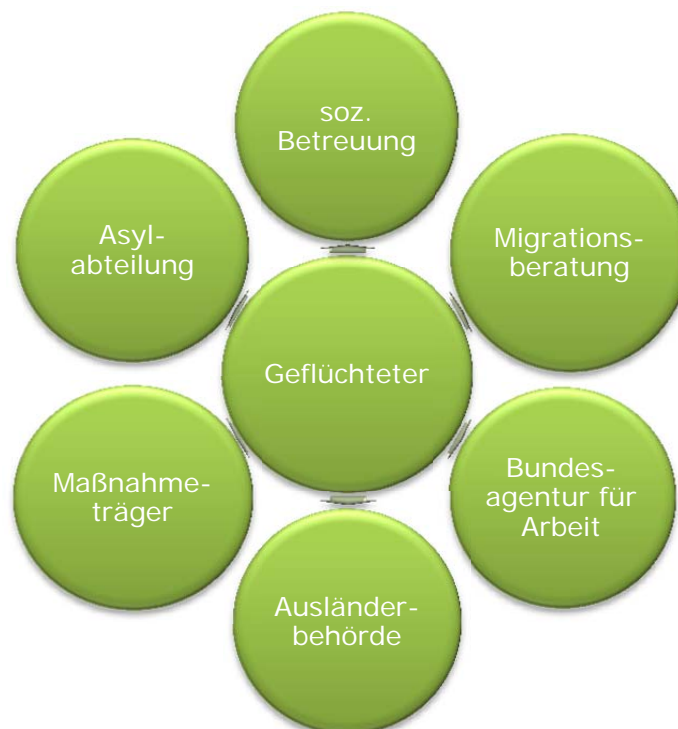 soz.
Betreuung
Migrations-
beratung
Bundes-
agentur für
Arbeit
Ausländer-
behörde
Maßnahme-
träger
Asyl-
abteilung
Geflüchteter